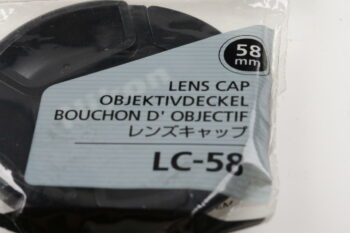 58
mm
LENS CAP
OBJEKTIVDECKEL
BOUCHON D' OBJECTIF
レンズキャップ
LC-58